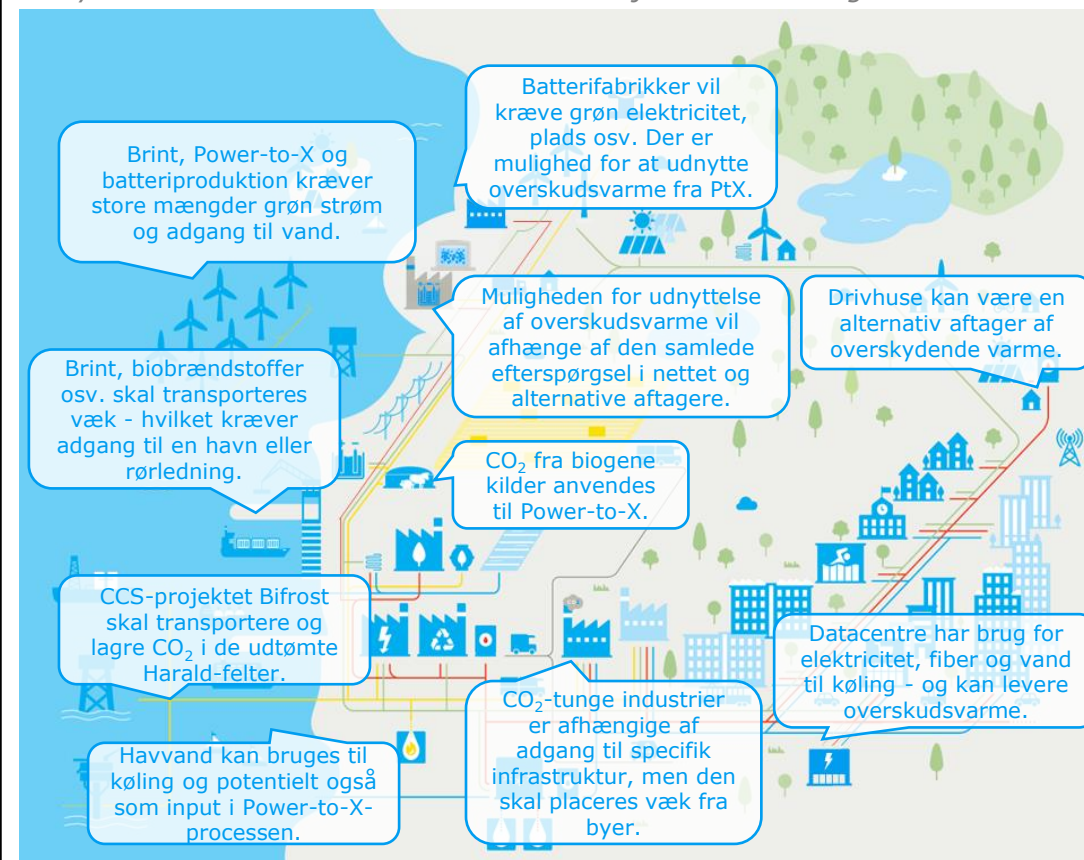 Batterifabrikker vil
kræve grøn elektricitet,
plads osv. Der er
mulighed for at udnytte
overskudsvarme fra PtX.
Brint, Power-to-X og
batteriproduktion kræver
store mængder grøn strøm
og adgang til vand.
Muligheden for udnyttelse
af overskudsvarme vil
afhænge af den samlede
efterspørgsel i nettet og
alternative aftagere.
Drivhuse kan være en
alternativ aftager af
overskydende varme.
Brint, biobrændstoffer
osv. skal transporteres
væk - hvilket kræver
adgang til en havn eller
rørledning.
CO₂ fra biogene
kilder anvendes
til Power-to-X.
CCS-projektet Bifrost
skal transportere og
lagre CO₂ i de udtømte
Harald-felter.
Datacentre har brug for
elektricitet, fiber og vand
til køling - og kan levere
overskudsvarme.
CO₂-tunge industrier
er afhængige af
adgang til specifik
infrastruktur, men den
skal placeres væk fra
byer.
Havvand kan bruges til
køling og potentielt også
som input i Power-to-X-
processen.